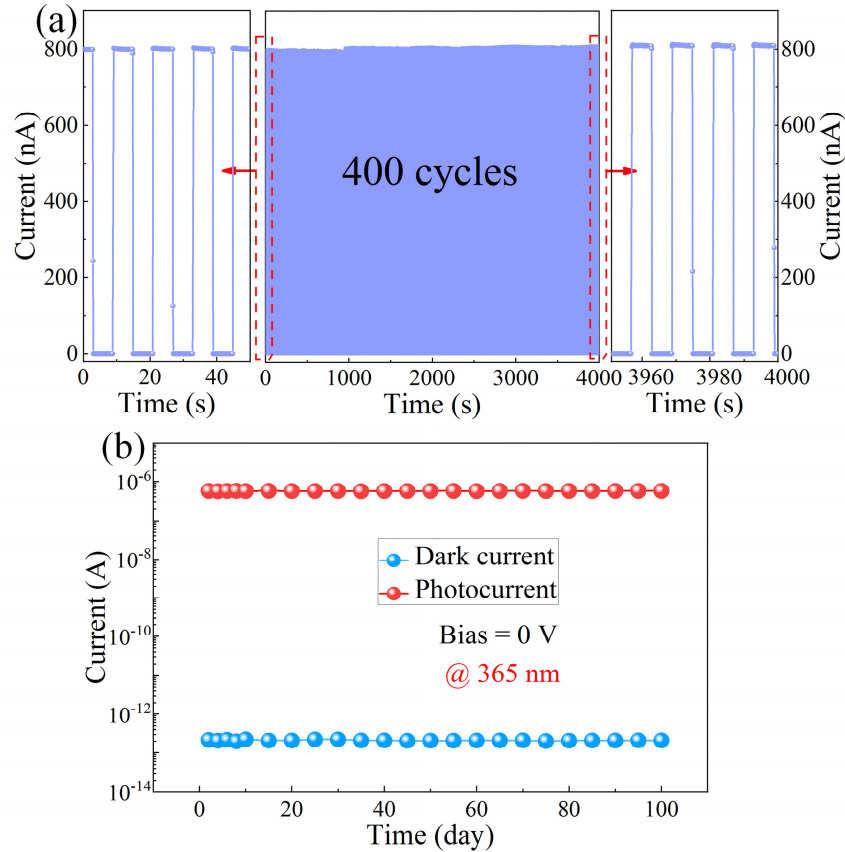 (a)
800
600
400
200
0
Current (nA)
0 20 40
Time (s)
400 cycles
0 1000 2000 3000 4000
Time (s)
800
600
400
200
0
Current (nA)
3960 3980 4000
Time (s)
(b)
10-6
10-8
10-10
10-12
10-14
Current (A)
Dark current
Photocurrent
Bias = 0 V
@ 365 nm
0 20 40 60 80 100
Time (day)